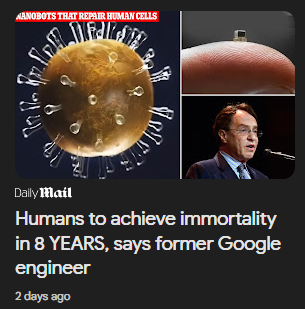 NANOBOTS THAT REPAIR HUMAN CELLS
Daily Mail
Humans to achieve immortality
in 8 YEARS, says former Google
engineer
2 days ago